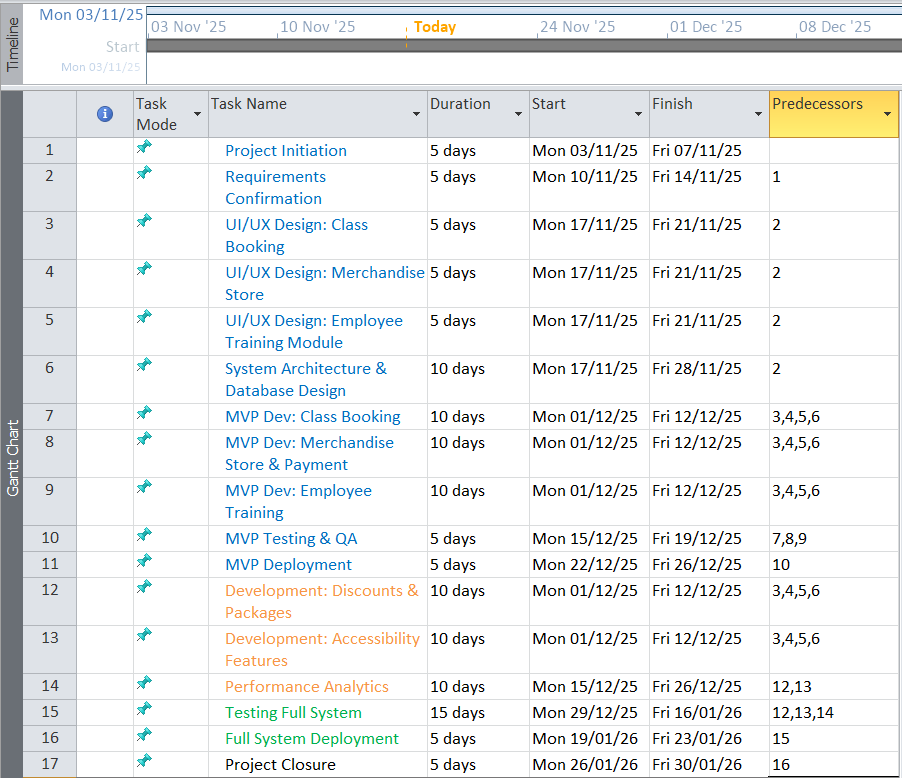 Timeline
Mon 03/11/25
Start
Mon 03/11/25
03 Nov '25 10 Nov '25 Today 24 Nov '25 01 Dec '25 08 Dec '25
Gantt Chart
Task Mode Task Name Duration Start Finish Predecessors
1 Project Initiation 5 days Mon 03/11/25 Fri 07/11/25
2 Requirements 5 days Mon 10/11/25 Fri 14/11/25 1
Confirmation
3 UI/UX Design: Class 5 days Mon 17/11/25 Fri 21/11/25 2
Booking
4 UI/UX Design: Merchandise 5 days Mon 17/11/25 Fri 21/11/25 2
Store
5 UI/UX Design: Employee 5 days Mon 17/11/25 Fri 21/11/25 2
Training Module
6 System Architecture & 10 days Mon 17/11/25 Fri 28/11/25 2
Database Design
7 MVP Dev: Class Booking 10 days Mon 01/12/25 Fri 12/12/25 3,4,5,6
8 MVP Dev: Merchandise 10 days Mon 01/12/25 Fri 12/12/25 3,4,5,6
Store & Payment
9 MVP Dev: Employee 10 days Mon 01/12/25 Fri 12/12/25 3,4,5,6
Training
10 MVP Testing & QA 5 days Mon 15/12/25 Fri 19/12/25 7,8,9
11 MVP Deployment 5 days Mon 22/12/25 Fri 26/12/25 10
12 Development: Discounts & 10 days Mon 01/12/25 Fri 12/12/25 3,4,5,6
Packages
13 Development: Accessibility 10 days Mon 01/12/25 Fri 12/12/25 3,4,5,6
Features
14 Performance Analytics 10 days Mon 15/12/25 Fri 26/12/25 12,13
15 Testing Full System 15 days Mon 29/12/25 Fri 16/01/26 12,13,14
16 Full System Deployment 5 days Mon 19/01/26 Fri 23/01/26 15
17 Project Closure 5 days Mon 26/01/26 Fri 30/01/26 16